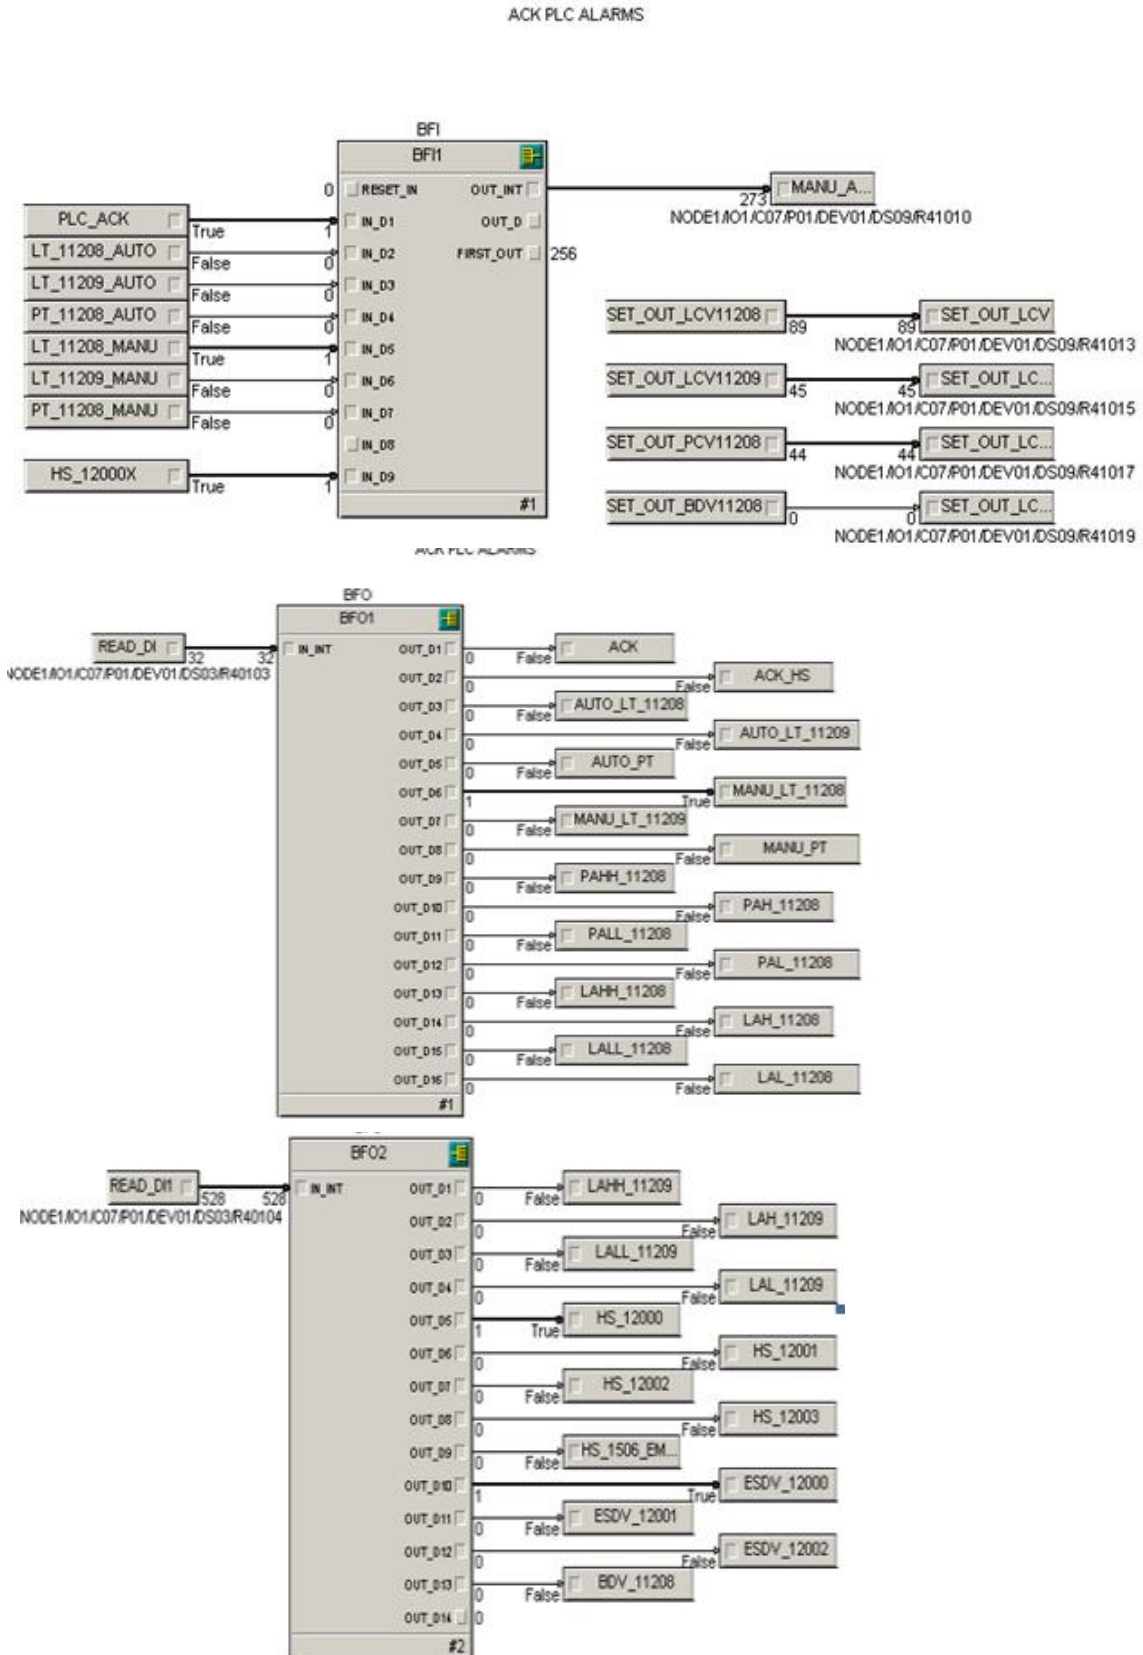 ACK PLC ALARMS
BFI
BFI1
0 RESET_IN OUT_INT
273 MANU_A...
NODE1/IO1/C07/P01/DEV01/DS09/R41010
PLC_ACK True 1 IN_D1 OUT_D
LT_11208_AUTO False 0 IN_D2 FIRST_OUT 256
LT_11209_AUTO False 0 IN_D3
PT_11208_AUTO False 0 IN_D4
LT_11208_MANU True 1 IN_D5
LT_11209_MANU False 0 IN_D6
PT_11208_MANU False 0 IN_D7
IN_D8
HS_12000X True 1 IN_D9
#1
SET_OUT_LCV11208 89 89 SET_OUT_LCV
NODE1/IO1/C07/P01/DEV01/DS09/R41013
SET_OUT_LCV11209 45 45 SET_OUT_LC...
NODE1/IO1/C07/P01/DEV01/DS09/R41015
SET_OUT_PCV11208 44 44 SET_OUT_LC...
NODE1/IO1/C07/P01/DEV01/DS09/R41017
SET_OUT_BDV11208 0 0 SET_OUT_LC...
NODE1/IO1/C07/P01/DEV01/DS09/R41019
ACK PLC ALARMS
BFO
BFO1
READ_DI 32 32 IN_INT
NODE1/IO1/C07/P01/DEV01/DS03/R40103
OUT_D1 0 False ACK
OUT_D2 0 False ACK_HS
OUT_D3 0 False AUTO_LT_11208
OUT_D4 0 False AUTO_LT_11209
OUT_D5 0 False AUTO_PT
OUT_D6 1 True MANU_LT_11208
OUT_D7 0 False MANU_LT_11209
OUT_D8 0 False MANU_PT
OUT_D9 0 False PAHH_11208
OUT_D10 0 False PAH_11208
OUT_D11 0 False PALL_11208
OUT_D12 0 False PAL_11208
OUT_D13 0 False LAHH_11208
OUT_D14 0 False LAH_11208
OUT_D15 0 False LALL_11208
OUT_D16 0 False LAL_11208
#1
BFO2
READ_DI1 528 528 IN_INT
NODE1/IO1/C07/P01/DEV01/DS03/R40104
OUT_D1 0 False LAHH_11209
OUT_D2 0 False LAH_11209
OUT_D3 0 False LALL_11209
OUT_D4 0 False LAL_11209
OUT_D5 1 True HS_12000
OUT_D6 0 False HS_12001
OUT_D7 0 False HS_12002
OUT_D8 0 False HS_12003
OUT_D9 0 False HS_1506_EM...
OUT_D10 1 True ESDV_12000
OUT_D11 0 False ESDV_12001
OUT_D12 0 False ESDV_12002
OUT_D13 0 False BDV_11208
OUT_D14 0
#2